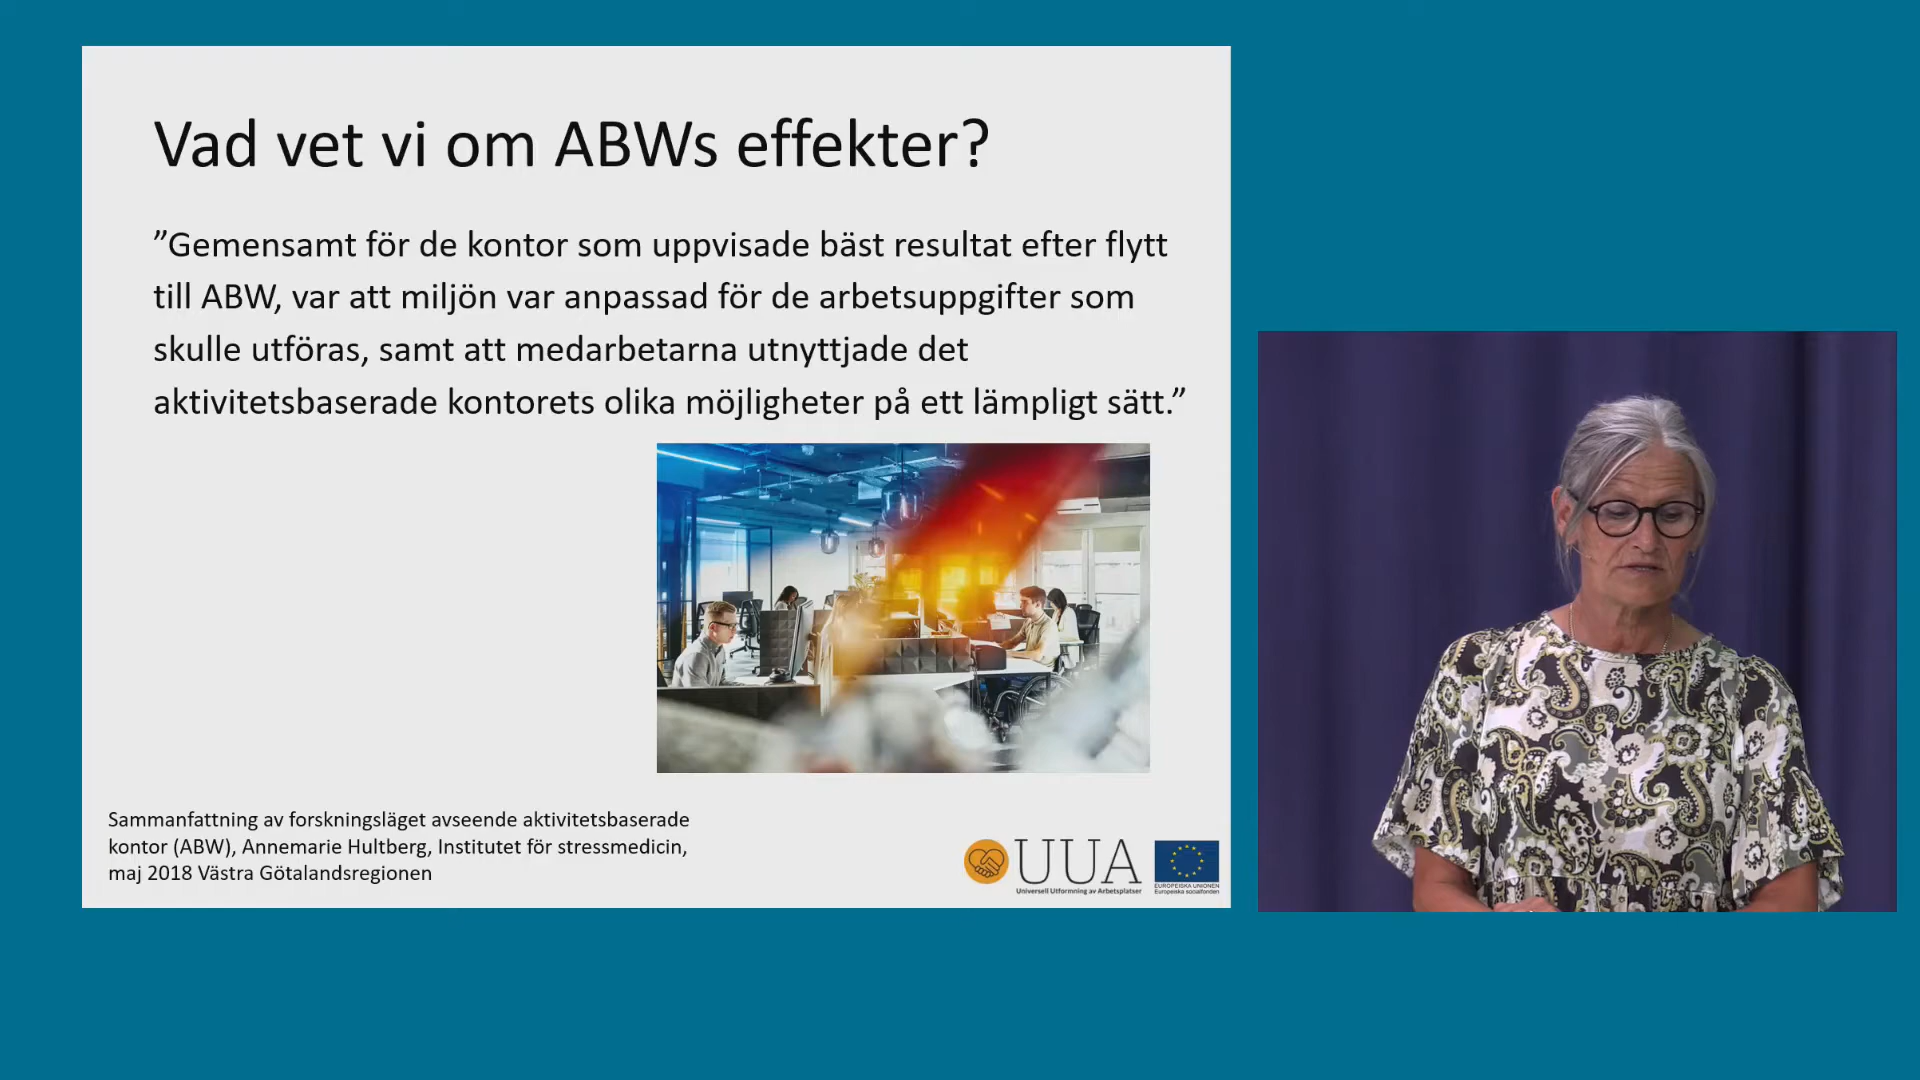 Vad vet vi om ABWs effekter?
”Gemensamt för de kontor som uppvisade bäst resultat efter flytt
till ABW, var att miljön var anpassad för de arbetsuppgifter som
skulle utföras, samt att medarbetarna utnyttjade det
aktivitetsbaserade kontorets olika möjligheter på ett lämpligt sätt.”
Sammanfattning av forskningsläget avseende aktivitetsbaserade
kontor (ABW), Annemarie Hultberg, Institutet för stressmedicin,
maj 2018 Västra Götalandsregionen
UUA
Universell Utformning av Arbetsplatser
EUROPEISKA UNIONEN
Europeiska socialfonden